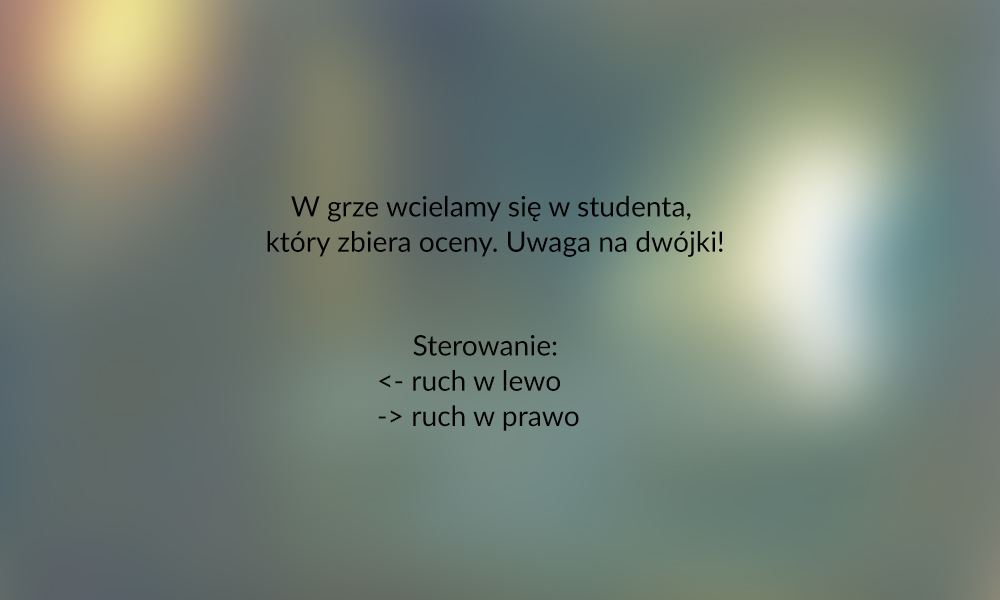 W grze wcielamy się w studenta,
który zbiera oceny. Uwaga na dwójki!
Sterowanie:
<- ruch w lewo
-> ruch w prawo